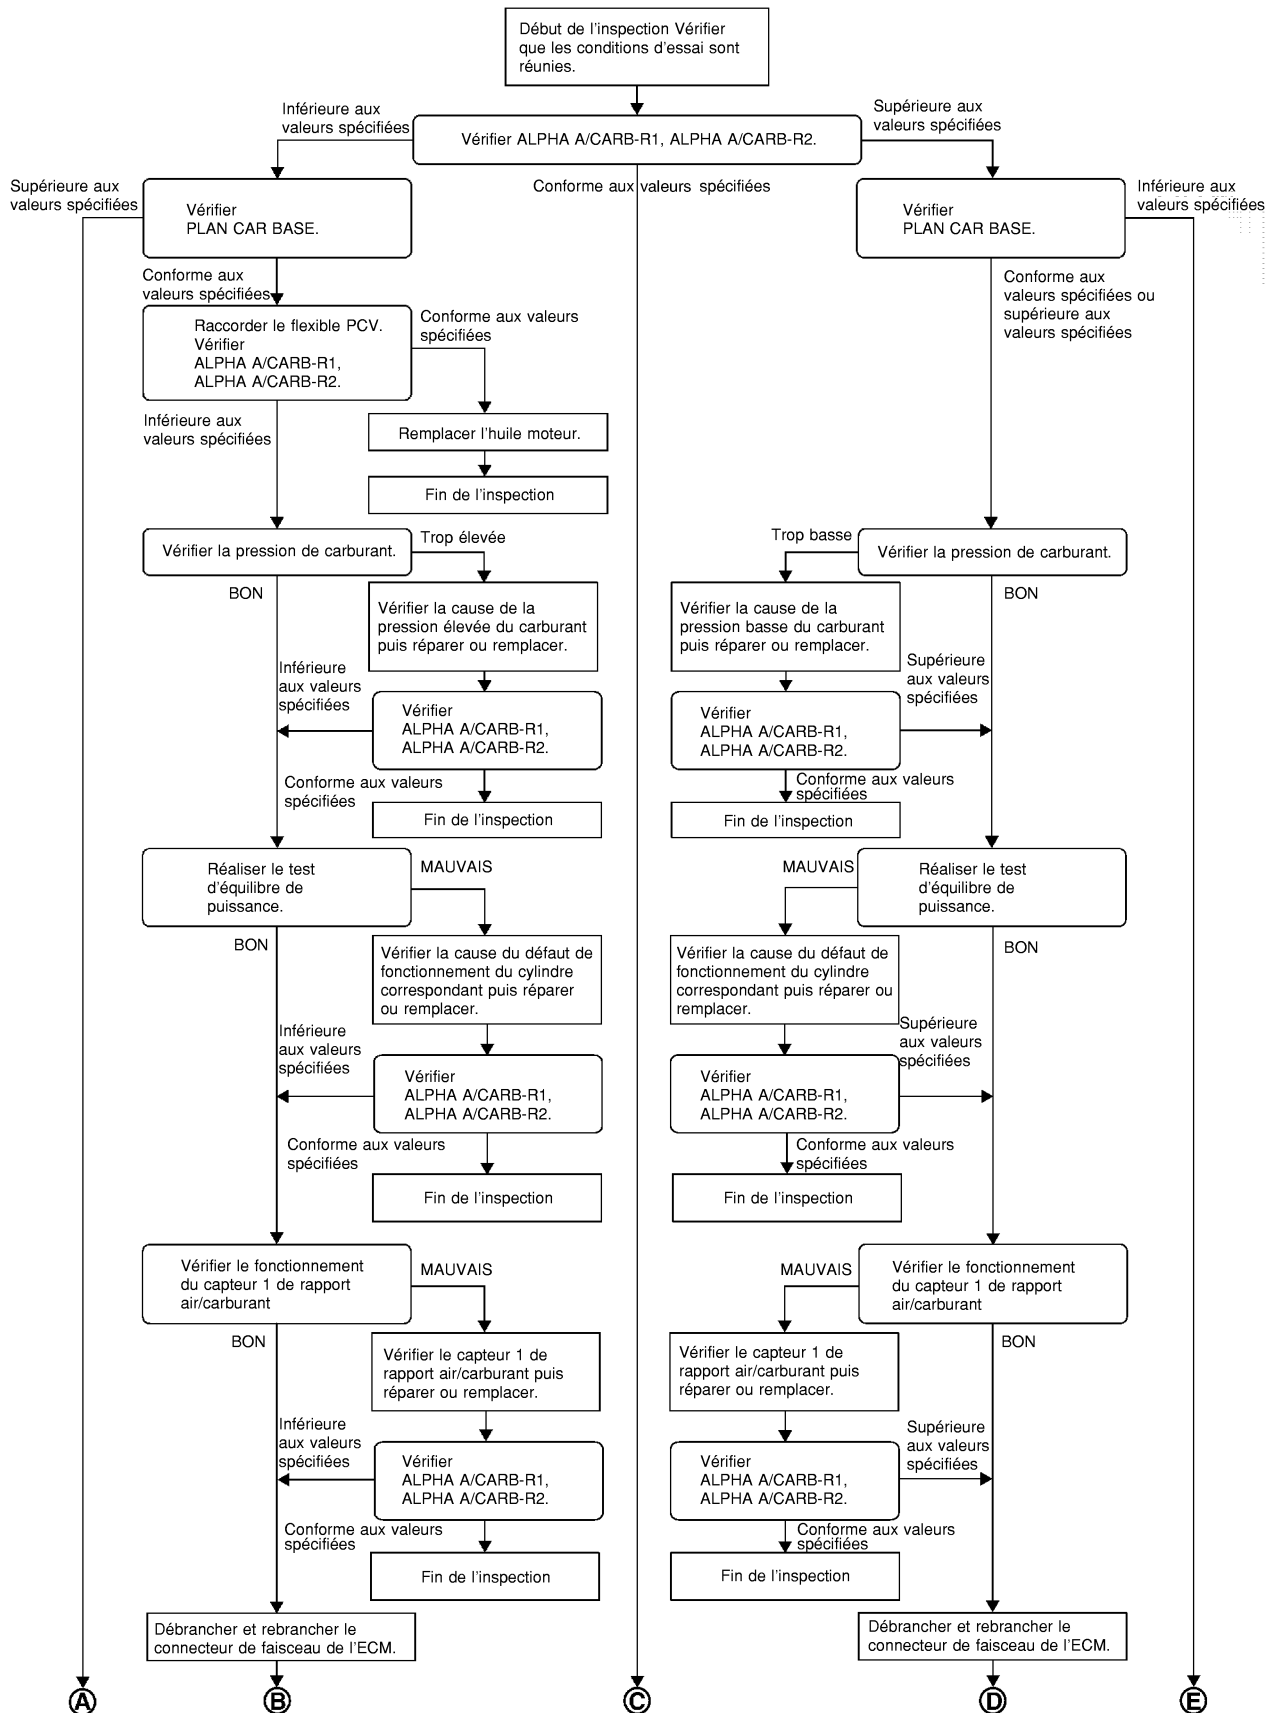 Début de l'inspection Vérifier
que les conditions d'essai sont
réunies.
Inférieure aux
valeurs spécifiées
Supérieure aux
valeurs spécifiées
Vérifier ALPHA A/CARB-R1, ALPHA A/CARB-R2.
Supérieure aux
valeurs spécifiées
Vérifier
PLAN CAR BASE.
Conforme aux valeurs spécifiées
Vérifier
PLAN CAR BASE.
Inférieure aux
valeurs spécifiées
Conforme aux
valeurs spécifiées
Conforme aux
valeurs spécifiées ou
supérieure aux
valeurs spécifiées
Raccorder le flexible PCV.
Vérifier
ALPHA A/CARB-R1,
ALPHA A/CARB-R2.
Conforme aux valeurs
spécifiées
Inférieure aux
valeurs spécifiées
Remplacer l'huile moteur.
Fin de l'inspection
Vérifier la pression de carburant.
Trop élevée
Trop basse
Vérifier la pression de carburant.
BON
BON
Vérifier la cause de la
pression élevée du carburant
puis réparer ou remplacer.
Vérifier la cause de la
pression basse du carburant
puis réparer ou remplacer.
Inférieure
aux valeurs
spécifiées
Supérieure
aux valeurs
spécifiées
Vérifier
ALPHA A/CARB-R1,
ALPHA A/CARB-R2.
Vérifier
ALPHA A/CARB-R1,
ALPHA A/CARB-R2.
Conforme aux valeurs
spécifiées
Conforme aux valeurs
spécifiées
Fin de l'inspection
Fin de l'inspection
Réaliser le test
d'équilibre de
puissance.
MAUVAIS
MAUVAIS
Réaliser le test
d'équilibre de
puissance.
BON
BON
Vérifier la cause du défaut de
fonctionnement du cylindre
correspondant puis réparer
ou remplacer.
Vérifier la cause du défaut de
fonctionnement du cylindre
correspondant puis réparer ou
remplacer.
Inférieure
aux valeurs
spécifiées
Supérieure
aux valeurs
spécifiées
Vérifier
ALPHA A/CARB-R1,
ALPHA A/CARB-R2.
Vérifier
ALPHA A/CARB-R1,
ALPHA A/CARB-R2.
Conforme aux valeurs
spécifiées
Conforme aux valeurs
spécifiées
Fin de l'inspection
Fin de l'inspection
Vérifier le fonctionnement
du capteur 1 de rapport
air/carburant
MAUVAIS
MAUVAIS
Vérifier le fonctionnement
du capteur 1 de rapport
air/carburant
BON
BON
Vérifier le capteur 1 de
rapport air/carburant puis
réparer ou remplacer.
Vérifier le capteur 1 de
rapport air/carburant puis
réparer ou remplacer.
Inférieure
aux valeurs
spécifiées
Supérieure
aux valeurs
spécifiées
Vérifier
ALPHA A/CARB-R1,
ALPHA A/CARB-R2.
Vérifier
ALPHA A/CARB-R1,
ALPHA A/CARB-R2.
Conforme aux valeurs
spécifiées
Conforme aux valeurs
spécifiées
Fin de l'inspection
Fin de l'inspection
Débrancher et rebrancher le
connecteur de faisceau de l'ECM.
Débrancher et rebrancher le
connecteur de faisceau de l'ECM.
A
B
C
D
E